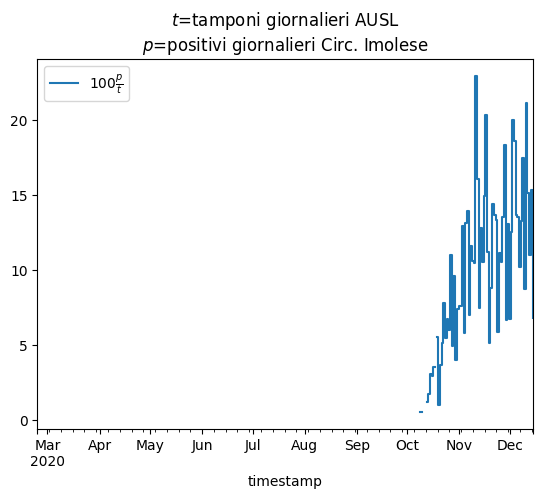 t=tamponi giornalieri AUSL
p=positivi giornalieri Circ. Imolese
100 p/t
20
15
10
5
0
Mar Apr May Jun Jul Aug Sep Oct Nov Dec
2020
timestamp